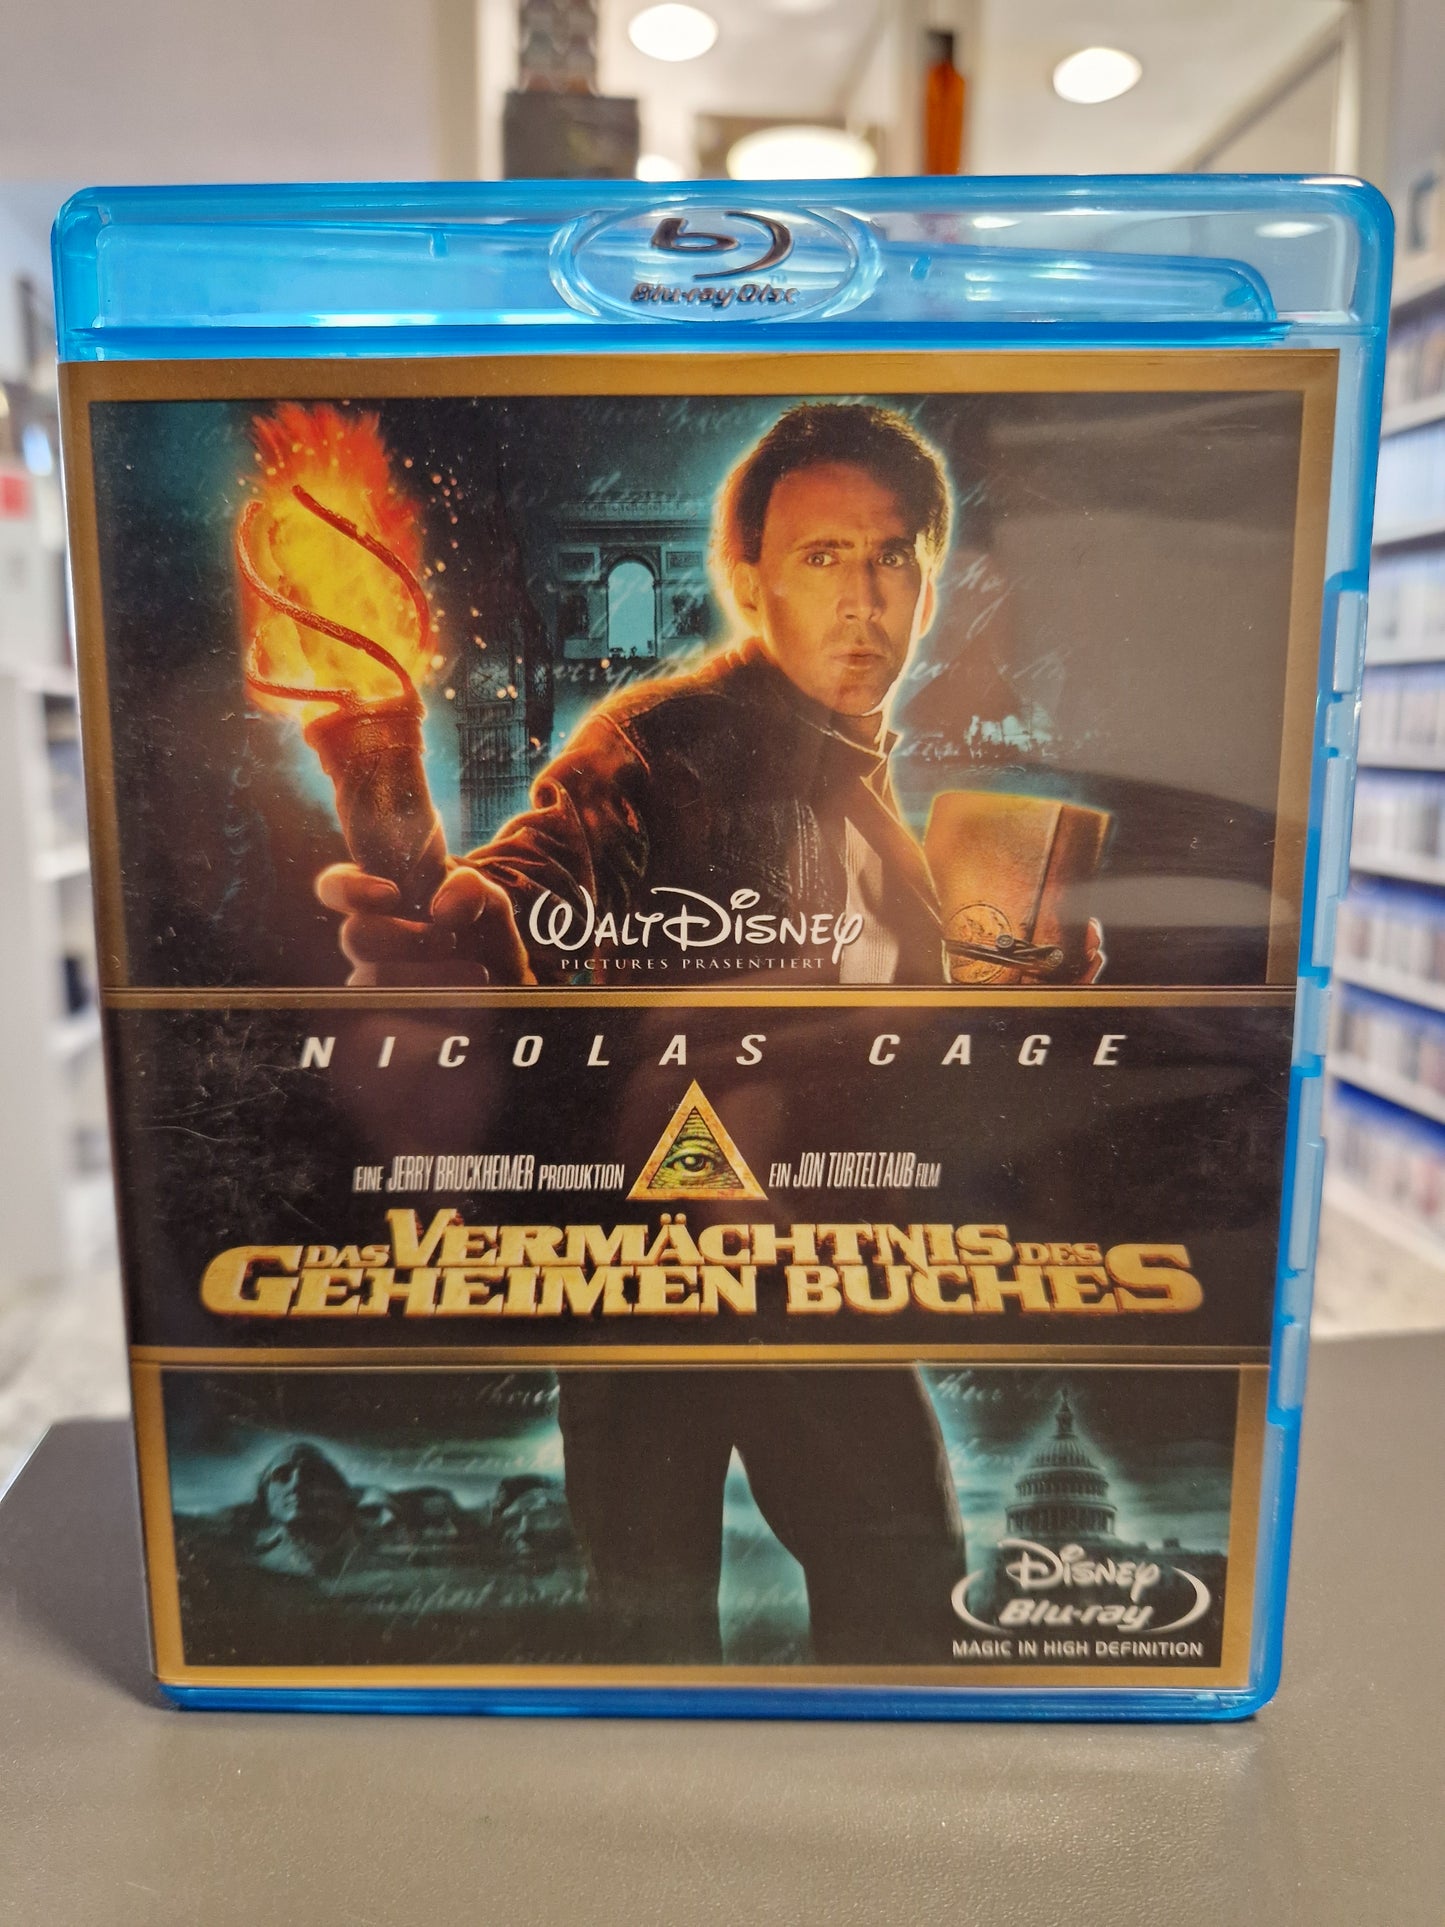 Blu-ray Disc
TM
WALT DISNEY
PICTURES PRÄSENTIERT
NICOLAS CAGE
EINE JERRY BRUCKHEIMER PRODUKTION EIN JON TURTELTAUB FILM
DAS VERMÄCHTNIS DES
GEHEIMEN BUCHES
DISNEY
Blu-ray
MAGIC IN HIGH DEFINITION